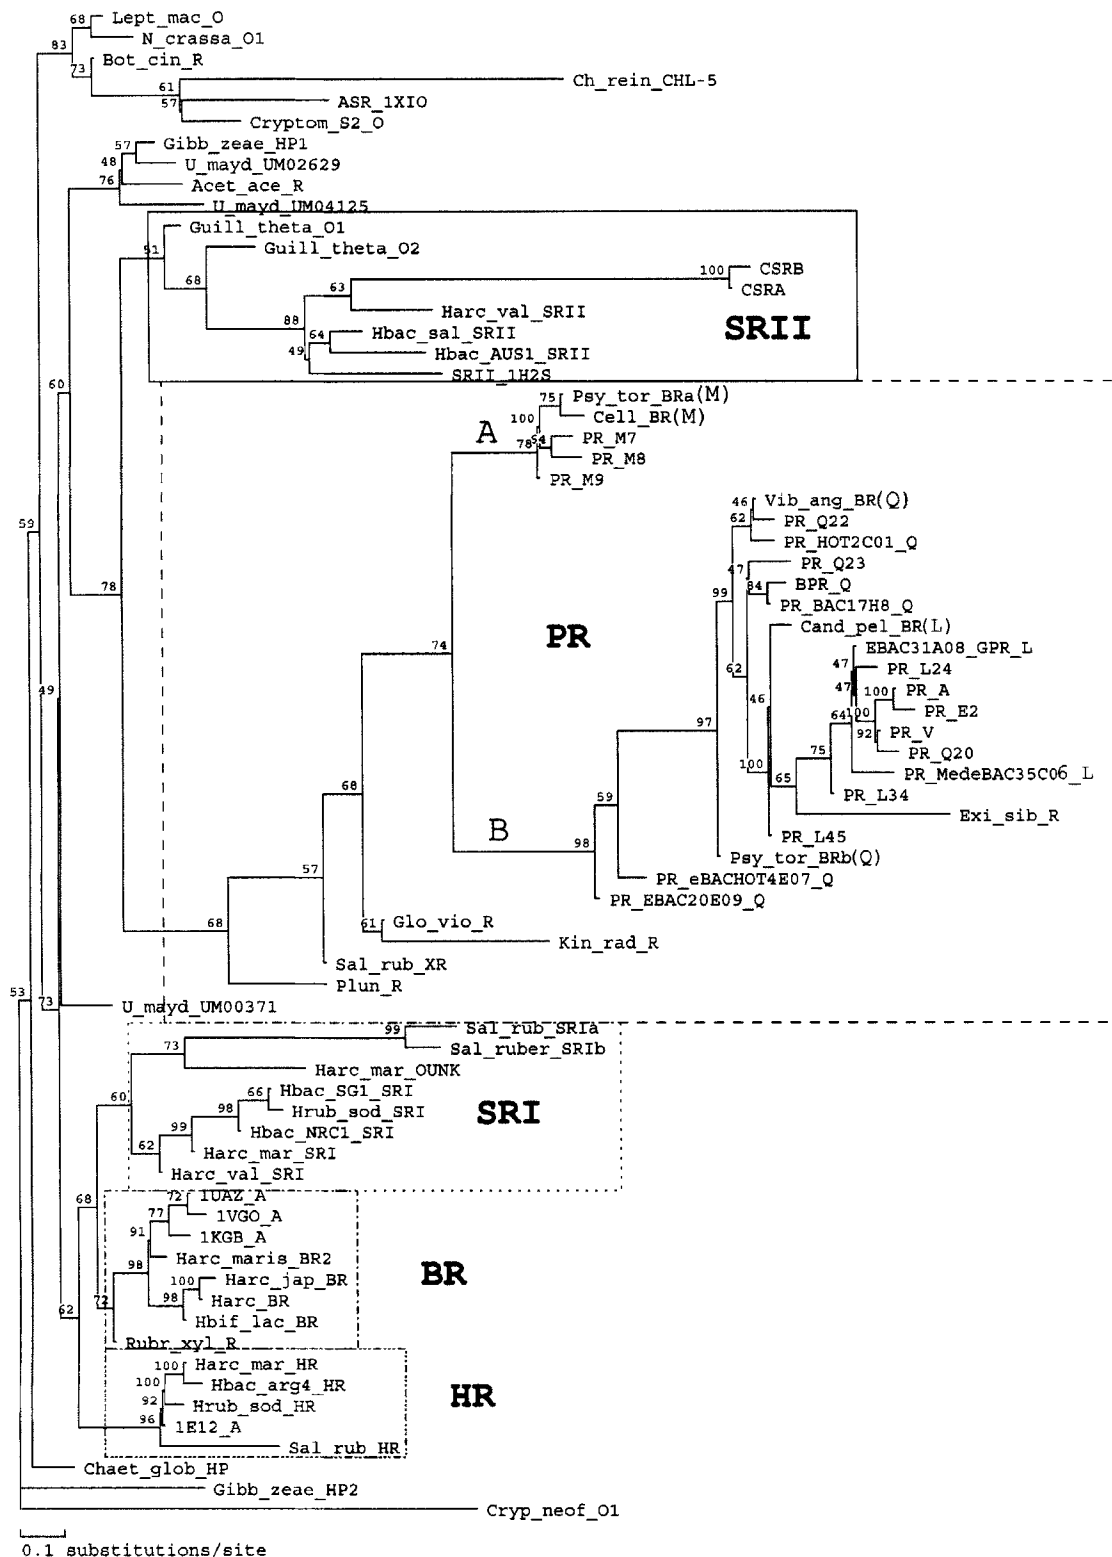 68 Lept_mac_O
83 N_crassa_O1
Bot_cin_R
73
61 Ch_rein_CHL-5
57 ASR_1XIO
Cryptom_S2_O
57 Gibb_zeae_HP1
48 U_mayd_UM02629
76 Acet_ace_R
U_mayd_UM04125
51 Guill_theta_O1
Guill_theta_O2
68 100 CSRB
63 CSRA
88 Harc_val_SRII SRII
64 Hbac_sal_SRII
49 Hbac_AUS1_SRII
SRII_1H2S
60 75 Psy_tor_BRa(M)
100 Cell_BR(M)
A 78 54 PR_M7
PR_M8
PR_M9
46 Vib_ang_BR(Q)
59 62 PR_Q22
PR_HOT2C01_Q
47 PR_Q23
78 99 84 BPR_Q
PR_BAC17H8_Q
PR Cand_pel_BR(L)
74 EBAC31A08_GPR_L
62 47 PR_L24
49 47 100 PR_A
46 64 100 PR_E2
97 92 PR_V
75 PR_Q20
100 65 PR_MedeBAC35C06_L
68 PR_L34
59 Exi_sib_R
B 98 PR_L45
Psy_tor_BRb(Q)
57 PR_eBACHOT4E07_Q
PR_EBAC20E09_Q
68 61 Glo_vio_R
Kin_rad_R
Sal_rub_XR
Plun_R
53 73 U_mayd_UM00371
99 Sal_rub_SRIa
73 Sal_ruber_SRIb
Harc_mar_OUNK
60 66 Hbac_SG1_SRI
98 Hrub_sod_SRI SRI
99 Hbac_NRC1_SRI
62 Harc_mar_SRI
Harc_val_SRI
68 72 1UAZ_A
77 1VGO_A
91 1KGB_A
Harc_maris_BR2
98 100 Harc_jap_BR BR
72 98 Harc_BR
62 Hbif_lac_BR
Rubr_xyl_R
100 Harc_mar_HR
100 Hbac_arg4_HR
92 Hrub_sod_HR HR
96 1E12_A
Sal_rub_HR
Chaet_glob_HP
Gibb_zeae_HP2
Cryp_neof_O1
0.1 substitutions/site